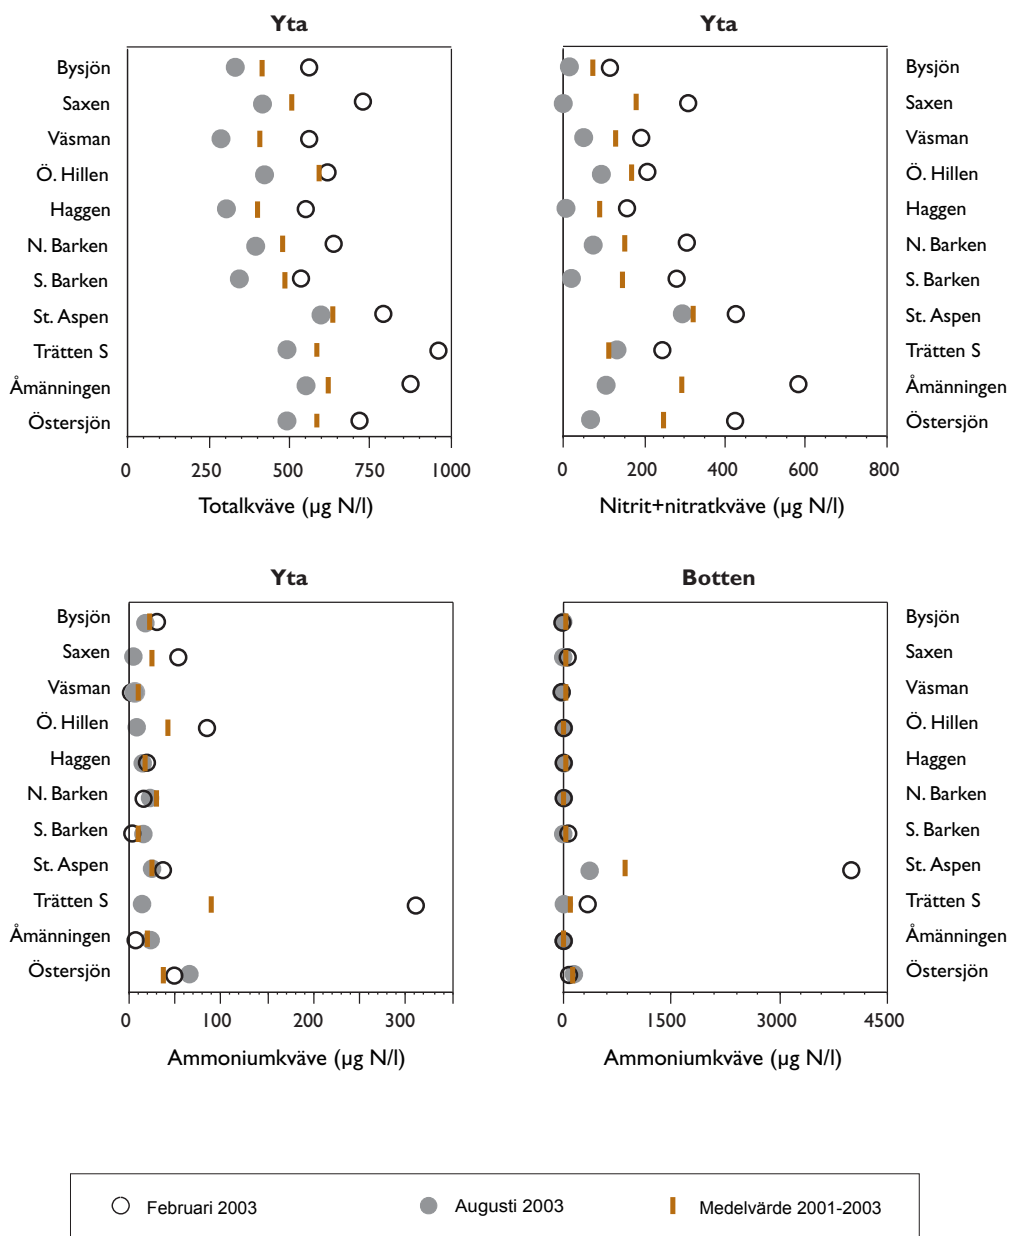 Yta
Bysjön
Saxen
Väsman
Ö. Hillen
Haggen
N. Barken
S. Barken
St. Aspen
Trätten S
Åmänningen
Östersjön
0 250 500 750 1000
Totalkväve (µg N/l)
Yta
Bysjön
Saxen
Väsman
Ö. Hillen
Haggen
N. Barken
S. Barken
St. Aspen
Trätten S
Åmänningen
Östersjön
0 200 400 600 800
Nitrit+nitratkväve (µg N/l)
Yta
Bysjön
Saxen
Väsman
Ö. Hillen
Haggen
N. Barken
S. Barken
St. Aspen
Trätten S
Åmänningen
Östersjön
0 100 200 300
Ammoniumkväve (µg N/l)
Botten
Bysjön
Saxen
Väsman
Ö. Hillen
Haggen
N. Barken
S. Barken
St. Aspen
Trätten S
Åmänningen
Östersjön
0 1500 3000 4500
Ammoniumkväve (µg N/l)
Februari 2003
Augusti 2003
Medelvärde 2001-2003